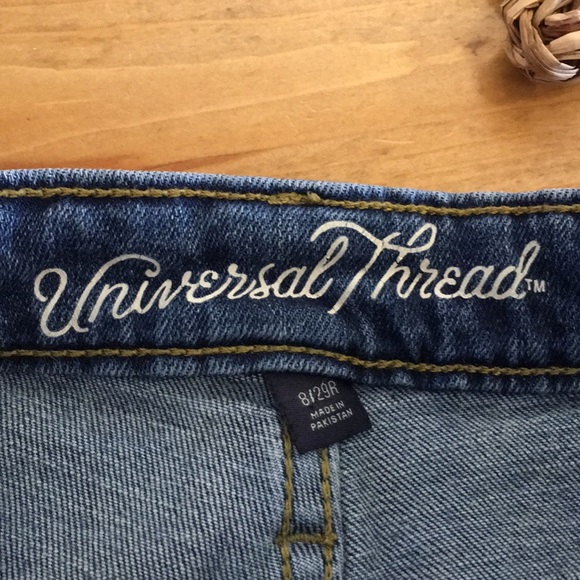 Universal Thread™
8/29R
MADE IN
PAKISTAN